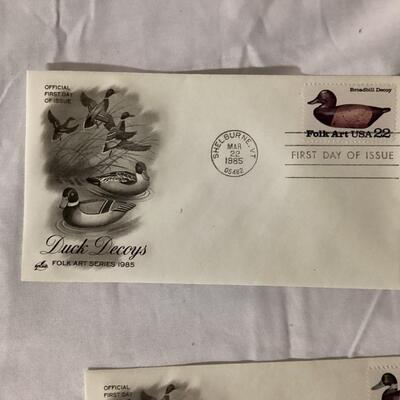 OFFICIAL
FIRST DAY
OF ISSUE
Broadbill Decoy
Folk Art USA 22
SHELBURNE, VT
MAR
22
1985
05482
FIRST DAY OF ISSUE
Duck Decoys
FOLK ART SERIES 1985
OFFICIAL
FIRST DAY